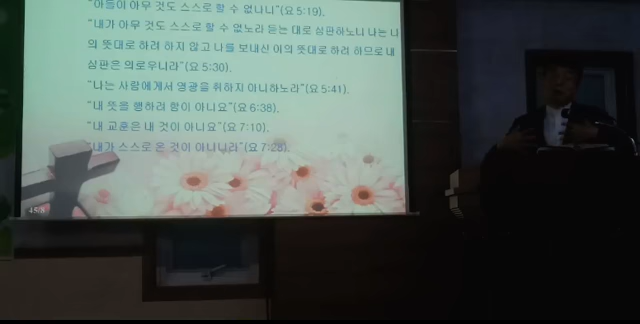 "아들이 아무 것도 스스로 할 수 없나니"(요 5:19).
"내가 아무 것도 스스로 할 수 없노라 듣는 대로 심판하노니 나는 나
의 뜻대로 하려 하지 않고 나를 보내신 이의 뜻대로 하려 하므로 내
심판은 의로우니라"(요 5:30).
"나는 사람에게서 영광을 취하지 아니하노라"(요 5:41).
"내 뜻을 행하려 함이 아니요"(요 6:38).
"내 교훈은 내 것이 아니요"(요 7:16).
"내가 스스로 온 것이 아니니라"(요 7:28).